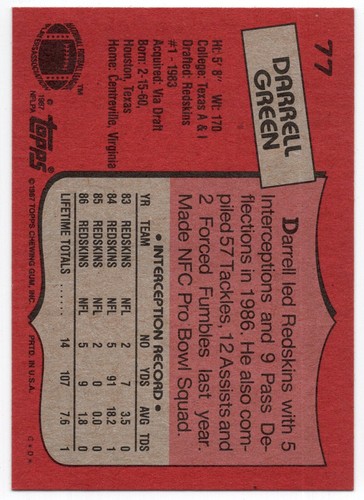 77
DARRELL
GREEN
Ht: 5' 8" Wt: 170
College: Texas A & I
Drafted: Redskins
#1 - 1983
Acquired: Via Draft
Born: 2-15-60,
Houston, Texas
Home: Centreville, Virginia
Darrell led Redskins with 5
Interceptions and 9 Pass De-
flections in 1986. He also com-
piled 57 Tackles, 12 Assists and
2 Forced Fumbles last year.
Made NFC Pro Bowl Squad.
• INTERCEPTION RECORD •
YR TEAM NO YDS AVG TDS
83 REDSKINS NFL 2 7 3.5 0
84 REDSKINS NFL 5 91 18.2 1
85 REDSKINS NFL 2 0 0.0 0
86 REDSKINS NFL 5 9 1.8 0
LIFETIME TOTALS ...... 14 107 7.6 1
TM
© 1987
NFLPA
topps
© 1987 TOPPS CHEWING GUM, INC.
PRTD. IN U.S.A.